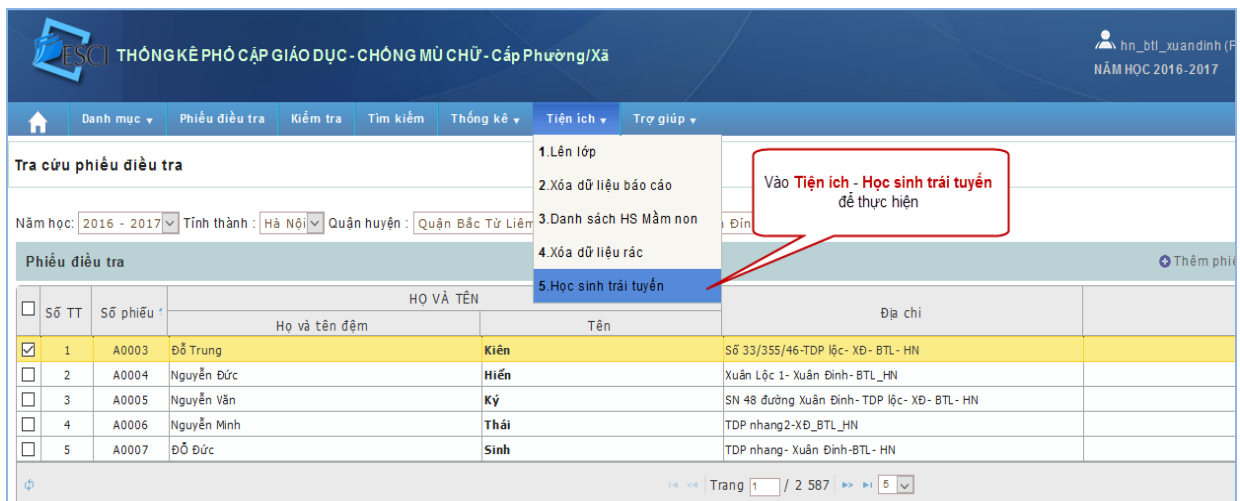 ESCI THỐNG KÊ PHỔ CẬP GIÁO DỤC - CHỐNG MÙ CHỮ - Cấp Phường/Xã
hn_btl_xuandinh (F
NĂM HỌC 2016-2017
Danh mục Phiếu điều tra Kiểm tra Tìm kiếm Thống kê Tiện ích Trợ giúp
1.Lên lớp
2.Xóa dữ liệu báo cáo
3.Danh sách HS Mầm non
4.Xóa dữ liệu rác
5.Học sinh trái tuyến
Vào Tiện ích - Học sinh trái tuyến
để thực hiện
Tra cứu phiếu điều tra
Năm học: 2016 - 2017 Tỉnh thành : Hà Nội Quận huyện : Quận Bắc Từ Liêm
Phiếu điều tra
Thêm phiế
Số TT Số phiếu HỌ VÀ TÊN Địa chỉ
Họ và tên đệm Tên
1 A0003 Đỗ Trung Kiên Số 33/355/46-TDP lộc- XĐ- BTL- HN
2 A0004 Nguyễn Đức Hiển Xuân Lộc 1- Xuân Đỉnh- BTL_HN
3 A0005 Nguyễn Văn Ký SN 48 đường Xuân Đỉnh- TDP lộc- XĐ- BTL- HN
4 A0006 Nguyễn Minh Thái TDP nhang2-XĐ_BTL_HN
5 A0007 ĐỖ Đức Sinh TDP nhang- Xuân Đỉnh-BTL- HN
Trang 1 / 2 587 5